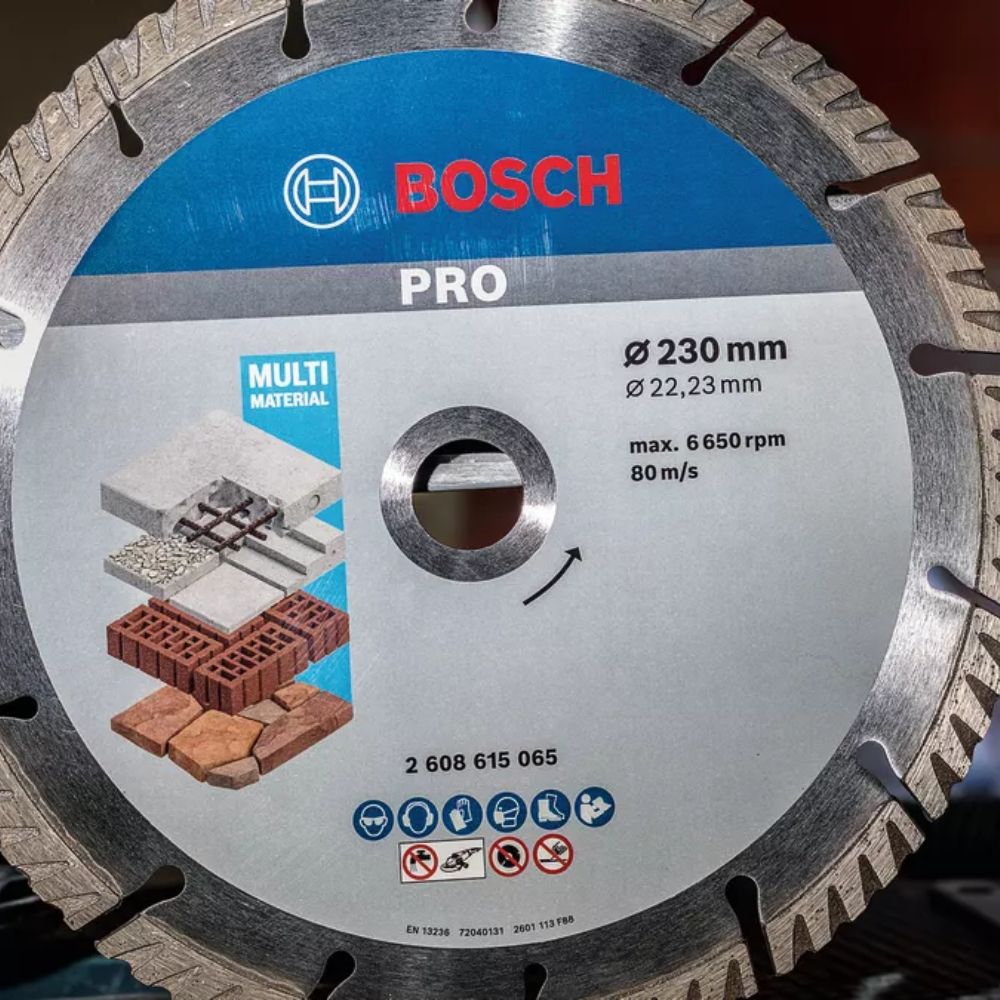 BOSCH
PRO
MULTI
MATERIAL
Ø 230 mm
Ø 22,23 mm
max. 6 650 rpm
80 m/s
2 608 615 065
EN 13236 72040131 2601 113 FBB